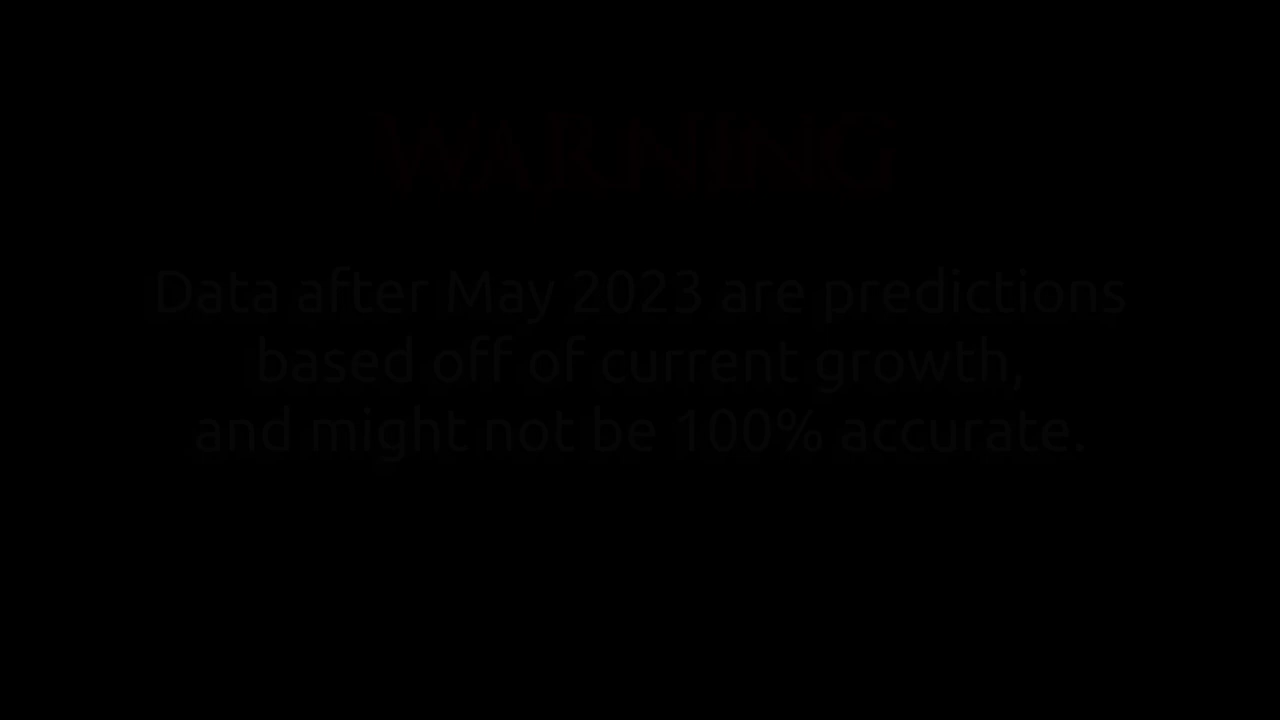 WARNING
Data after May 2023 are predictions
based off of current growth,
and might not be 100% accurate.